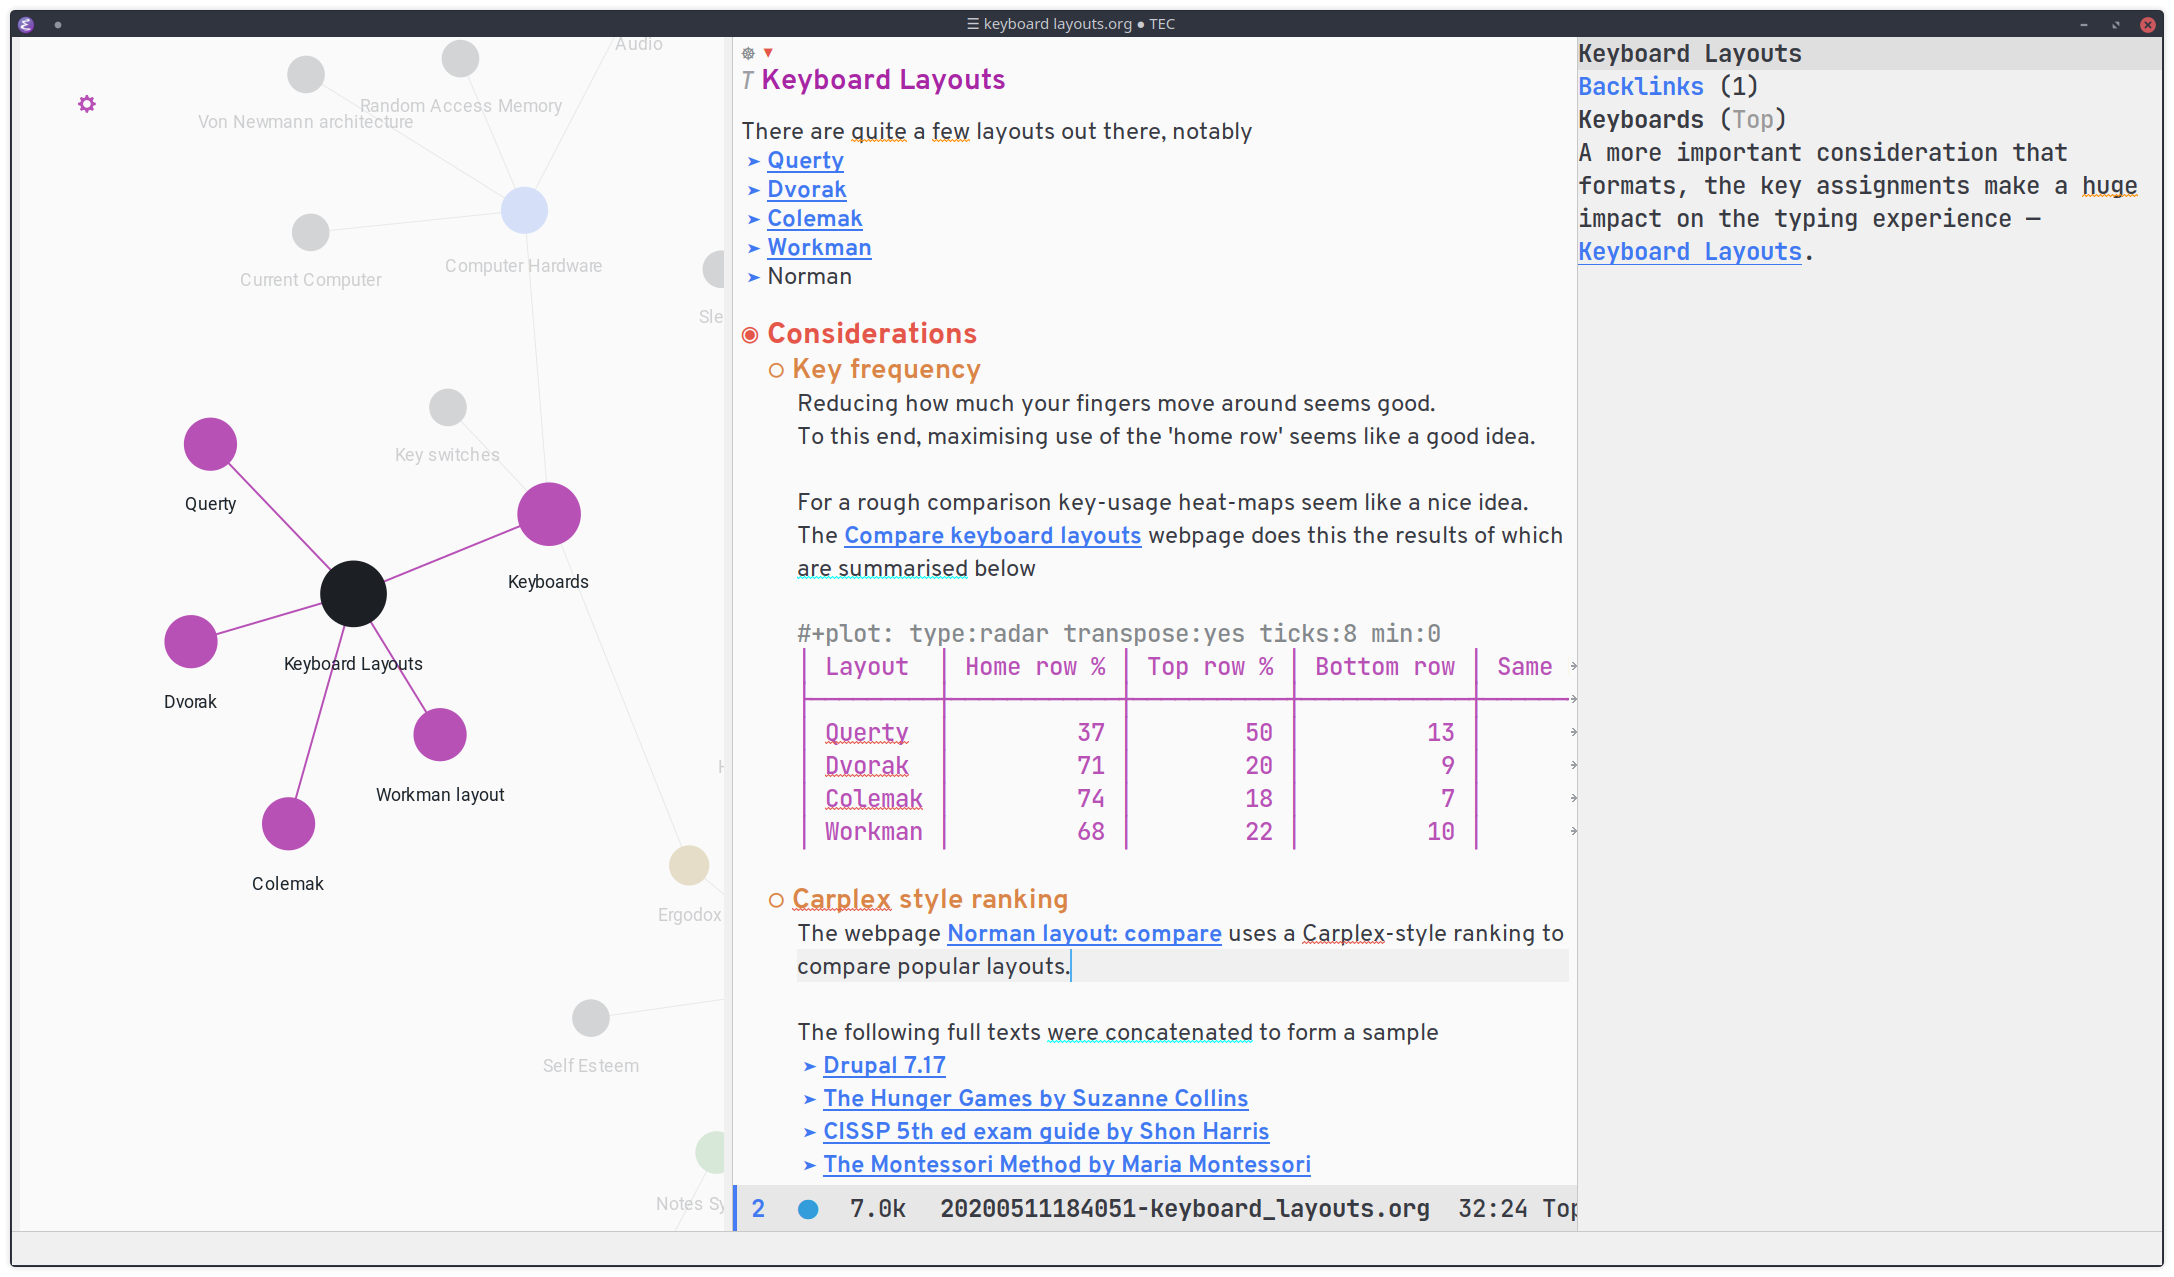 ☰ keyboard layouts.org ● TEC
Audio
Random Access Memory
Von Newmann architecture
Computer Hardware
Current Computer
Sle
Key switches
Querty
Keyboards
Keyboard Layouts
Dvorak
Workman layout
H
Colemak
Ergodox
Self Esteem
Notes Sy
T Keyboard Layouts
There are quite a few layouts out there, notably
➤ Querty
➤ Dvorak
➤ Colemak
➤ Workman
➤ Norman
Considerations
Key frequency
Reducing how much your fingers move around seems good.
To this end, maximising use of the 'home row' seems like a good idea.
For a rough comparison key-usage heat-maps seem like a nice idea.
The Compare keyboard layouts webpage does this the results of which
are summarised below
#+plot: type:radar transpose:yes ticks:8 min:0
Layout | Home row % | Top row % | Bottom row | Same
Querty | 37 | 50 | 13 |
Dvorak | 71 | 20 | 9 |
Colemak | 74 | 18 | 7 |
Workman | 68 | 22 | 10 |
Carplex style ranking
The webpage Norman layout: compare uses a Carplex-style ranking to
compare popular layouts.
The following full texts were concatenated to form a sample
➤ Drupal 7.17
➤ The Hunger Games by Suzanne Collins
➤ CISSP 5th ed exam guide by Shon Harris
➤ The Montessori Method by Maria Montessori
2 7.0k 20200511184051-keyboard_layouts.org 32:24 Top
Keyboard Layouts
Backlinks (1)
Keyboards (Top)
A more important consideration that
formats, the key assignments make a huge
impact on the typing experience —
Keyboard Layouts.